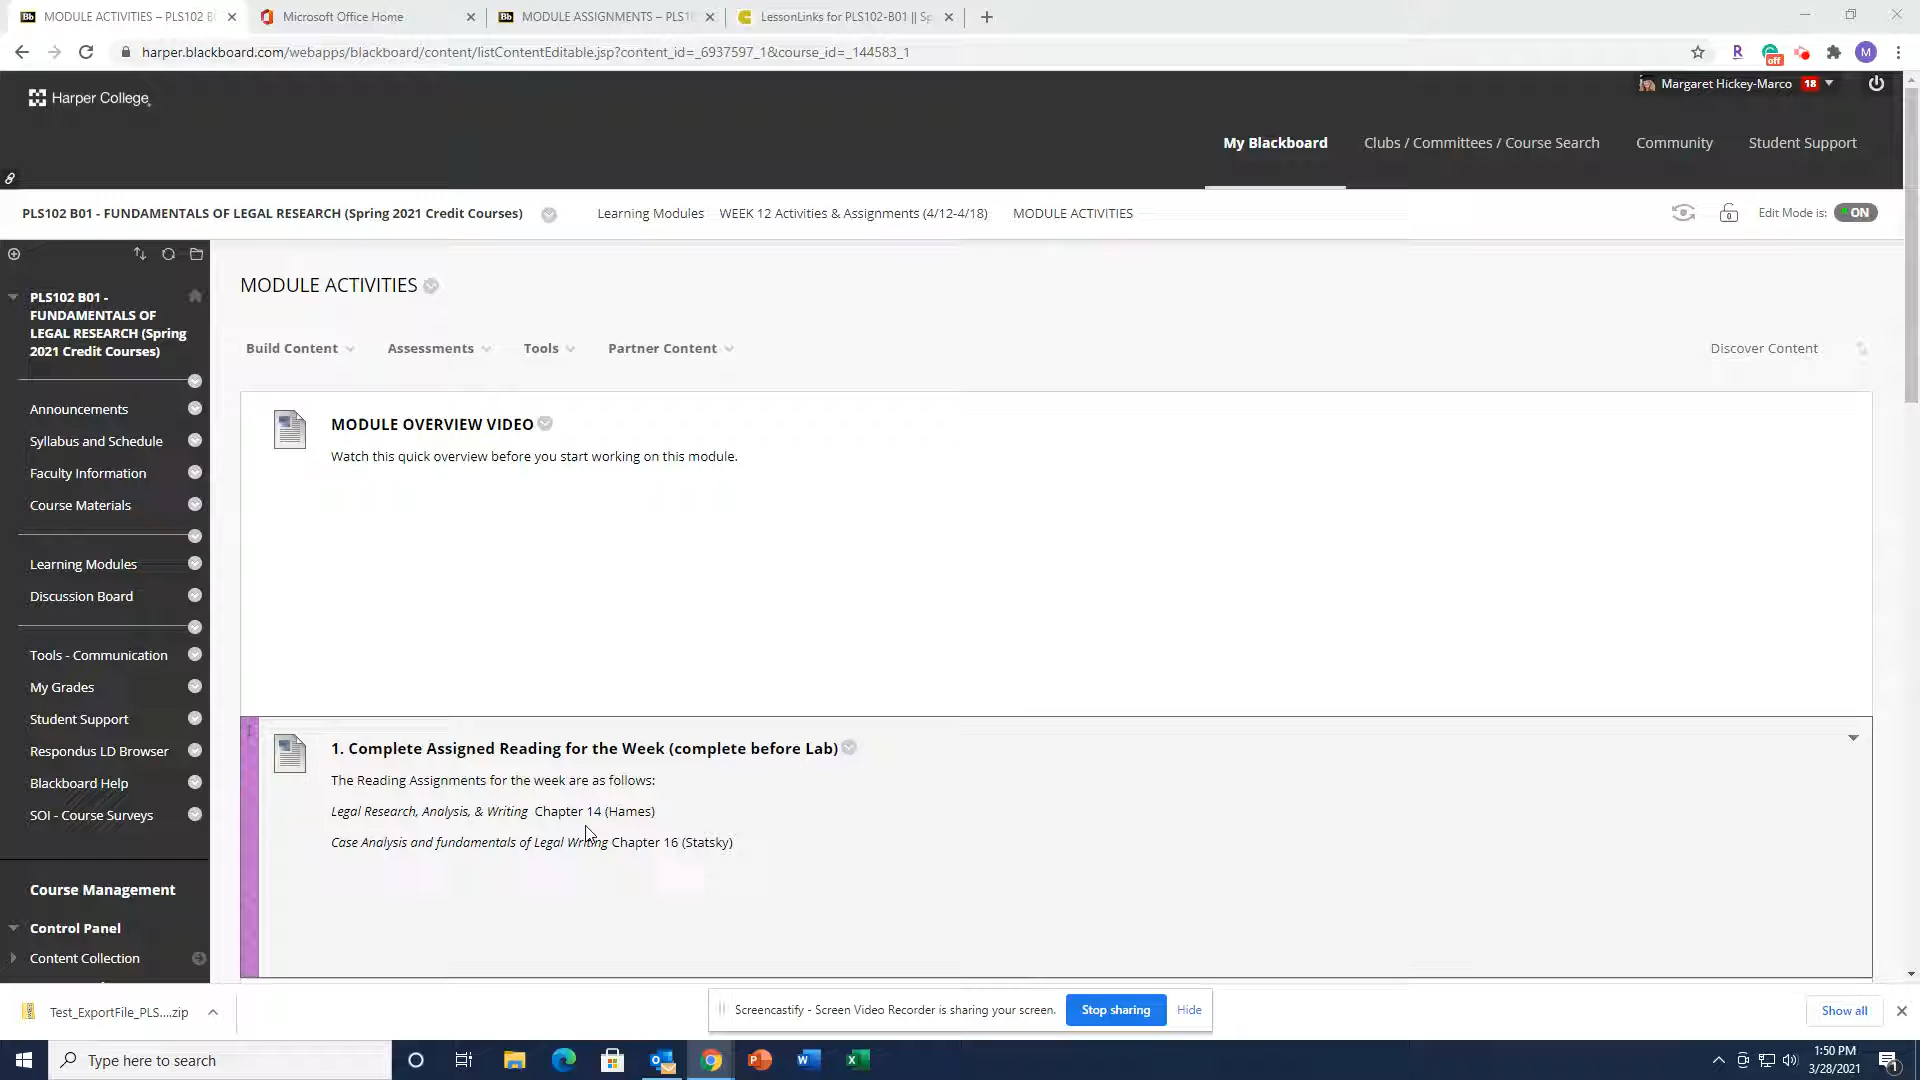 MODULE ACTIVITIES – PLS102 B
Microsoft Office Home
MODULE ASSIGNMENTS – PLS1
LessonLinks for PLS102-B01 || Sp
harper.blackboard.com/webapps/blackboard/content/listContentEditable.jsp?content_id=_6937597_1&course_id=_144583_1
off
M
Harper College
Margaret Hickey-Marco 18
My Blackboard
Clubs / Committees / Course Search
Community
Student Support
PLS102 B01 - FUNDAMENTALS OF LEGAL RESEARCH (Spring 2021 Credit Courses)
Learning Modules
WEEK 12 Activities & Assignments (4/12-4/18)
MODULE ACTIVITIES
Edit Mode is: ON
PLS102 B01 -
FUNDAMENTALS OF
LEGAL RESEARCH (Spring
2021 Credit Courses)
Announcements
Syllabus and Schedule
Faculty Information
Course Materials
Learning Modules
Discussion Board
Tools - Communication
My Grades
Student Support
Respondus LD Browser
Blackboard Help
SOI - Course Surveys
Course Management
Control Panel
Content Collection
MODULE ACTIVITIES
Build Content
Assessments
Tools
Partner Content
Discover Content
MODULE OVERVIEW VIDEO
Watch this quick overview before you start working on this module.
1. Complete Assigned Reading for the Week (complete before Lab)
The Reading Assignments for the week are as follows:
Legal Research, Analysis, & Writing Chapter 14 (Hames)
Case Analysis and fundamentals of Legal Writing Chapter 16 (Statsky)
Test_ExportFile_PLS....zip
Screencastify - Screen Video Recorder is sharing your screen.
Stop sharing
Hide
Show all
Type here to search
1:50 PM
3/28/2021